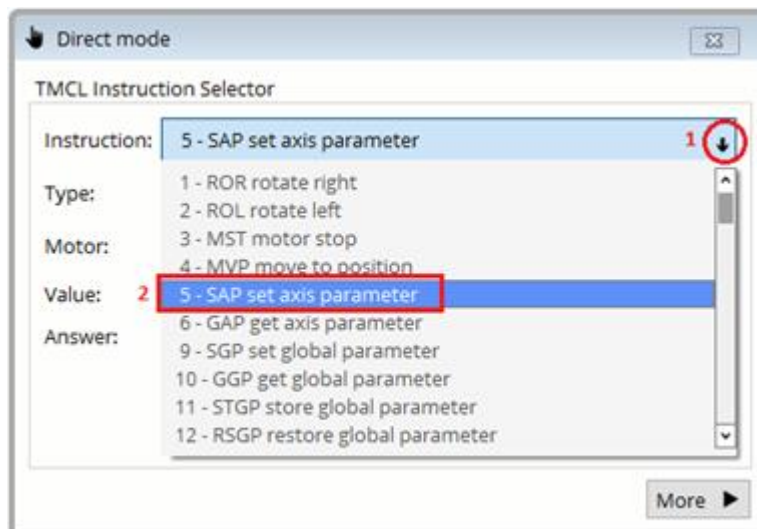 Direct mode
TMCL Instruction Selector
Instruction: 5 - SAP set axis parameter 1
Type: 1 - ROR rotate right
2 - ROL rotate left
Motor: 3 - MST motor stop
4 - MVP move to position
Value: 2 5 - SAP set axis parameter
Answer: 6 - GAP get axis parameter
9 - SGP set global parameter
10 - GGP get global parameter
11 - STGP store global parameter
12 - RSGP restore global parameter
More